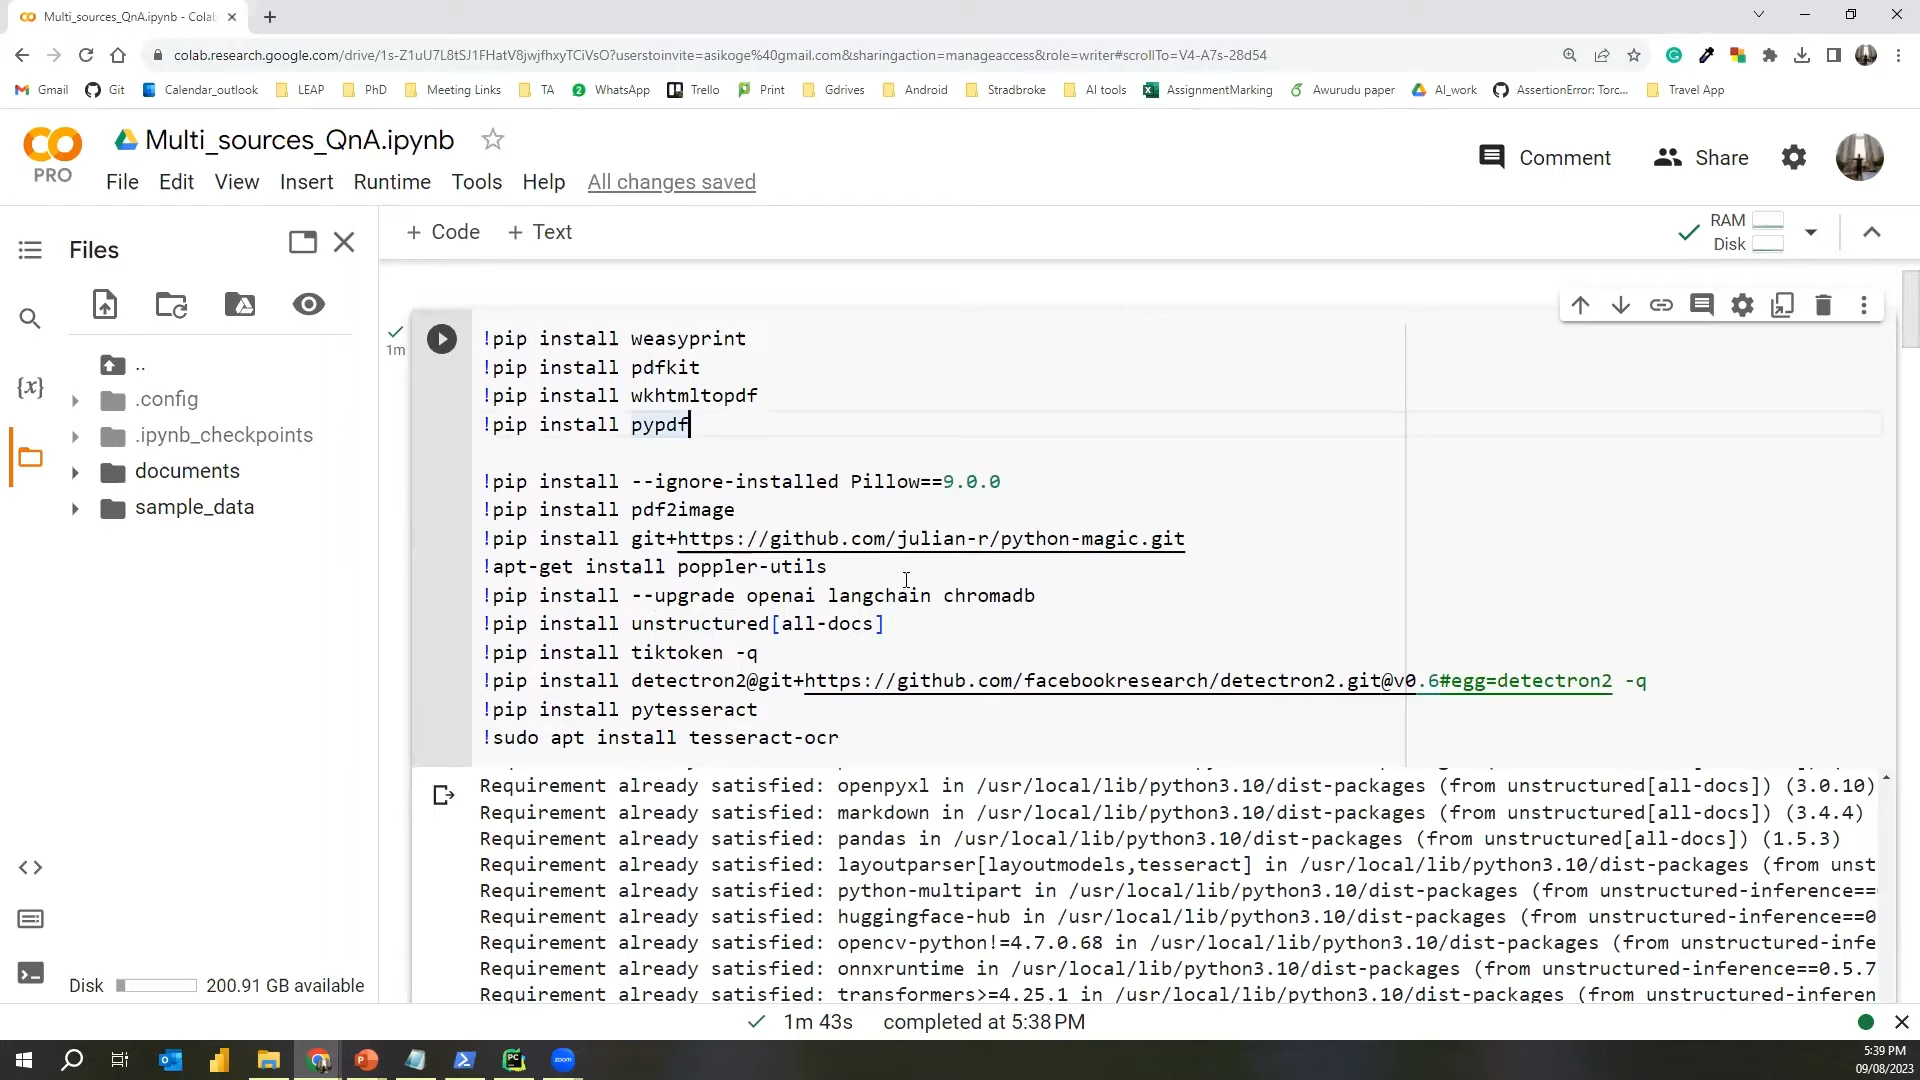 Multi_sources_QnA.ipynb - Colab
colab.research.google.com/drive/1s-Z1uU7L8tSJ1FHatV8jwjfhxyTCiVsO?userstoinvite=asikoge%40gmail.com&sharingaction=manageaccess&role=writer#scrollTo=V4-A7s-28d54
Gmail Git Calendar_outlook LEAP PhD Meeting Links TA 2 WhatsApp Trello Print Gdrives Android Stradbroke AI tools AssignmentMarking Awurudu paper AI_work AssertionError: Torc... Travel App
Multi_sources_QnA.ipynb
PRO
Comment Share
File Edit View Insert Runtime Tools Help All changes saved
Files
+ Code + Text
RAM
Disk
..
.config
.ipynb_checkpoints
documents
sample_data
{x}
1m
!pip install weasyprint
!pip install pdfkit
!pip install wkhtmltopdf
!pip install pypdf
!pip install --ignore-installed Pillow==9.0.0
!pip install pdf2image
!pip install git+https://github.com/julian-r/python-magic.git
!apt-get install poppler-utils
!pip install --upgrade openai langchain chromadb
!pip install unstructured[all-docs]
!pip install tiktoken -q
!pip install detectron2@git+https://github.com/facebookresearch/detectron2.git@v0.6#egg=detectron2 -q
!pip install pytesseract
!sudo apt install tesseract-ocr
Requirement already satisfied: openpyxl in /usr/local/lib/python3.10/dist-packages (from unstructured[all-docs]) (3.0.10)
Requirement already satisfied: markdown in /usr/local/lib/python3.10/dist-packages (from unstructured[all-docs]) (3.4.4)
Requirement already satisfied: pandas in /usr/local/lib/python3.10/dist-packages (from unstructured[all-docs]) (1.5.3)
Requirement already satisfied: layoutparser[layoutmodels,tesseract] in /usr/local/lib/python3.10/dist-packages (from unst
Requirement already satisfied: python-multipart in /usr/local/lib/python3.10/dist-packages (from unstructured-inference==
Requirement already satisfied: huggingface-hub in /usr/local/lib/python3.10/dist-packages (from unstructured-inference==0
Requirement already satisfied: opencv-python!=4.7.0.68 in /usr/local/lib/python3.10/dist-packages (from unstructured-infe
Requirement already satisfied: onnxruntime in /usr/local/lib/python3.10/dist-packages (from unstructured-inference==0.5.7
Requirement already satisfied: transformers>=4.25.1 in /usr/local/lib/python3.10/dist-packages (from unstructured-inferen
Disk 200.91 GB available
1m 43s completed at 5:38 PM
zoom
5:39 PM
09/08/2023